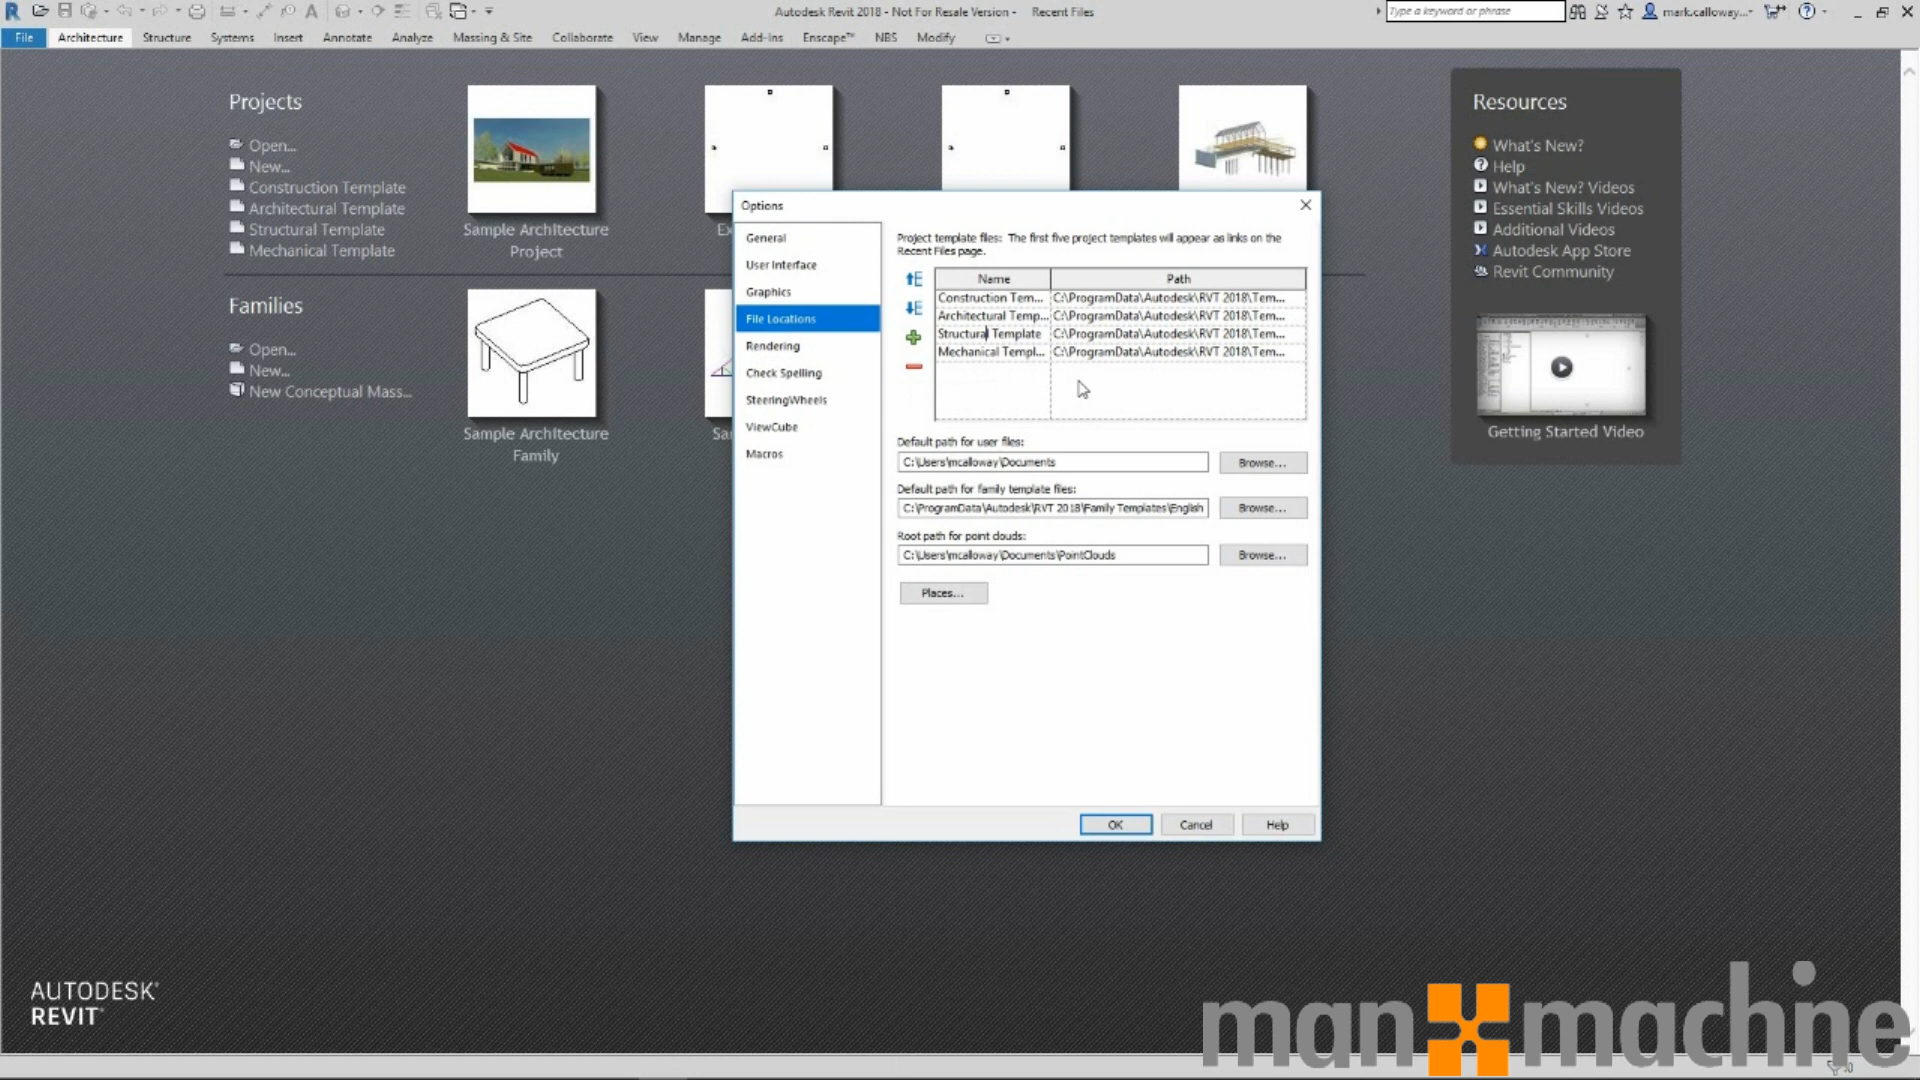 Autodesk Revit 2018 - Not For Resale Version - Recent Files
Type a keyword or phrase
mark.calloway...
File Architecture Structure Systems Insert Annotate Analyze Massing & Site Collaborate View Manage Add-Ins Enscape™ NBS Modify
Projects
Open...
New...
Construction Template
Architectural Template
Structural Template
Mechanical Template
Sample Architecture
Project
Families
Open...
New...
New Conceptual Mass...
Sample Architecture
Family
Options
General
User Interface
Graphics
File Locations
Rendering
Check Spelling
SteeringWheels
ViewCube
Macros
Project template files: The first five project templates will appear as links on the
Recent Files page.
Name Path
Construction Tem... C:\ProgramData\Autodesk\RVT 2018\Tem...
Architectural Temp... C:\ProgramData\Autodesk\RVT 2018\Tem...
Structural Template C:\ProgramData\Autodesk\RVT 2018\Tem...
Mechanical Templ... C:\ProgramData\Autodesk\RVT 2018\Tem...
Default path for user files:
C:\Users\mcalloway\Documents Browse...
Default path for family template files:
C:\ProgramData\Autodesk\RVT 2018\Family Templates\English Browse...
Root path for point clouds:
C:\Users\mcalloway\Documents\PointClouds Browse...
Places...
OK Cancel Help
Resources
What's New?
Help
What's New? Videos
Essential Skills Videos
Additional Videos
Autodesk App Store
Revit Community
Getting Started Video
AUTODESK®
REVIT®
man machine